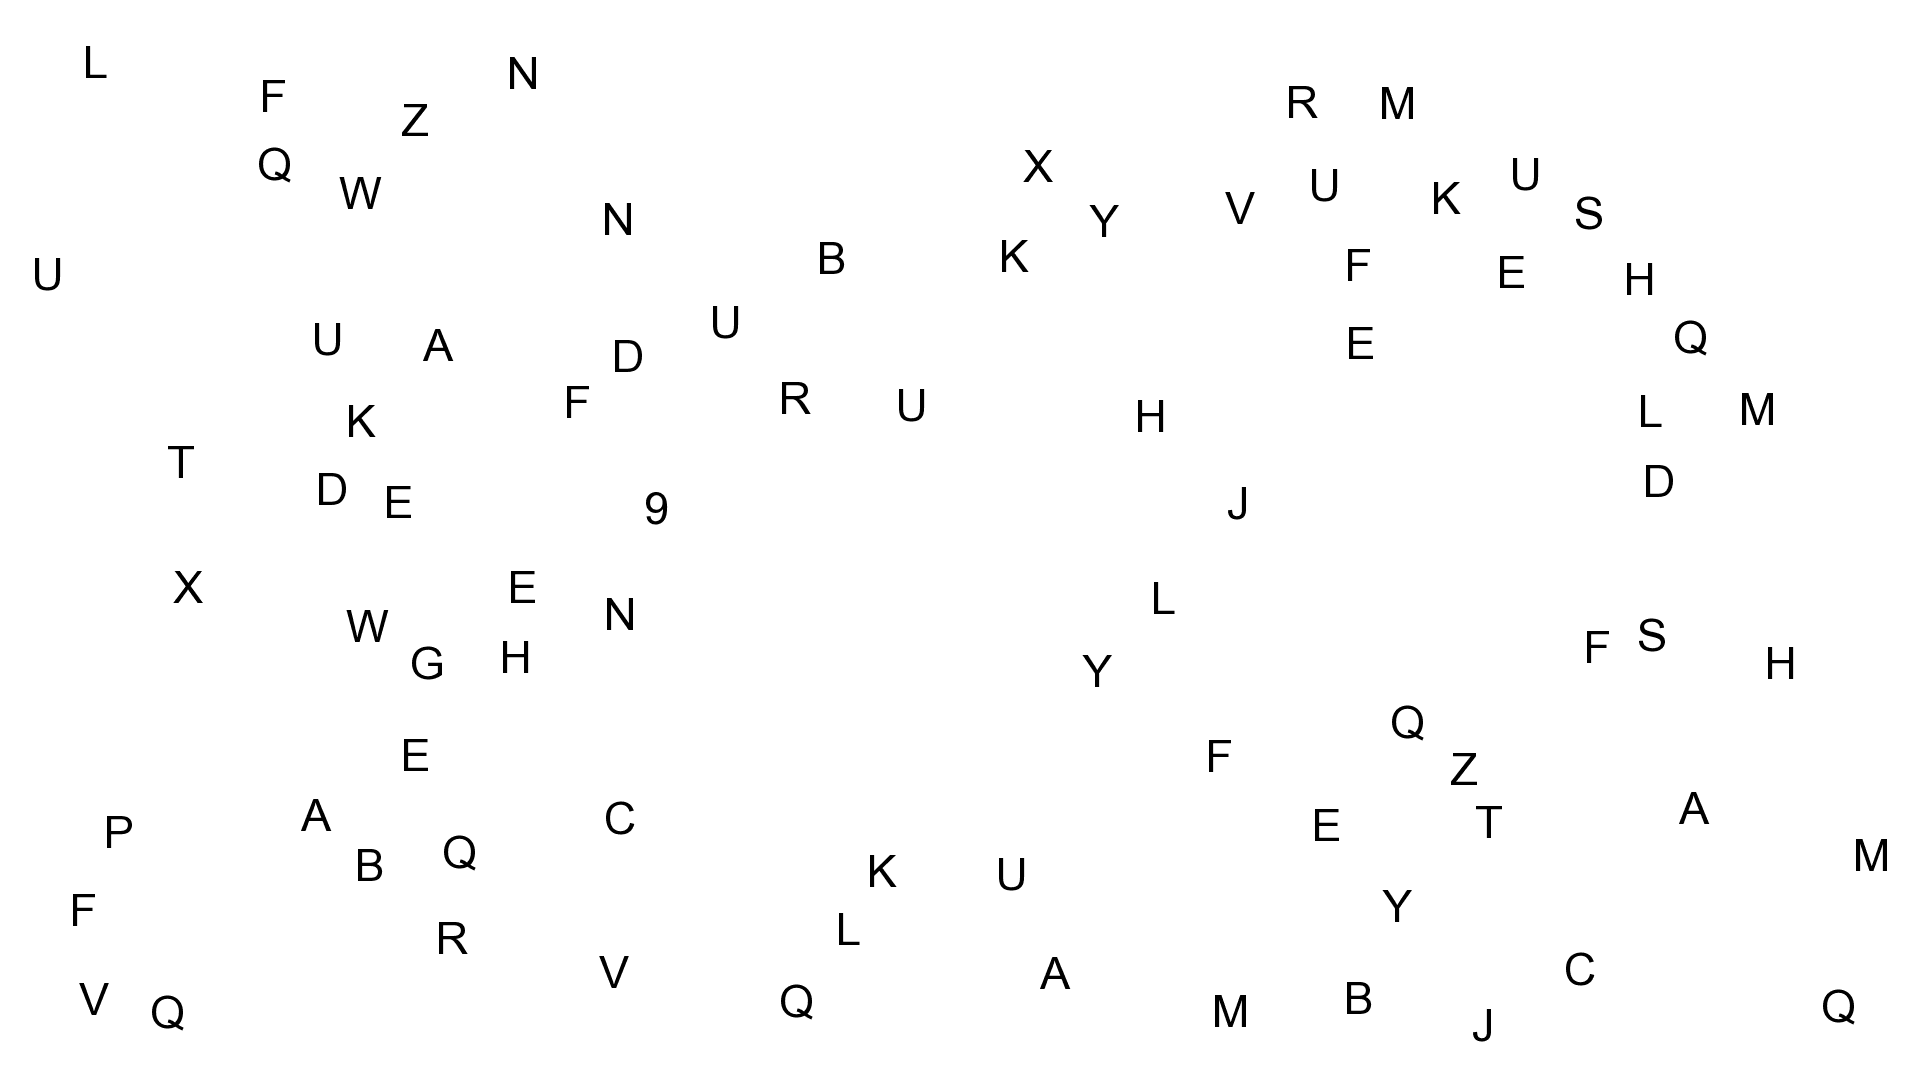 L
F Z N
R M
Q W
X
N
Y V U K U S
U
B K
F E H
U A D U
E Q
F
R U
K
H
L M
T
D E
9
J
D
X
E N
L
W
G H
Y
F S H
E
F
Q
Z
P A
C
E T A
B Q
K U
M
F
R
L
Y
V
A
C
V Q
Q
M B J
Q